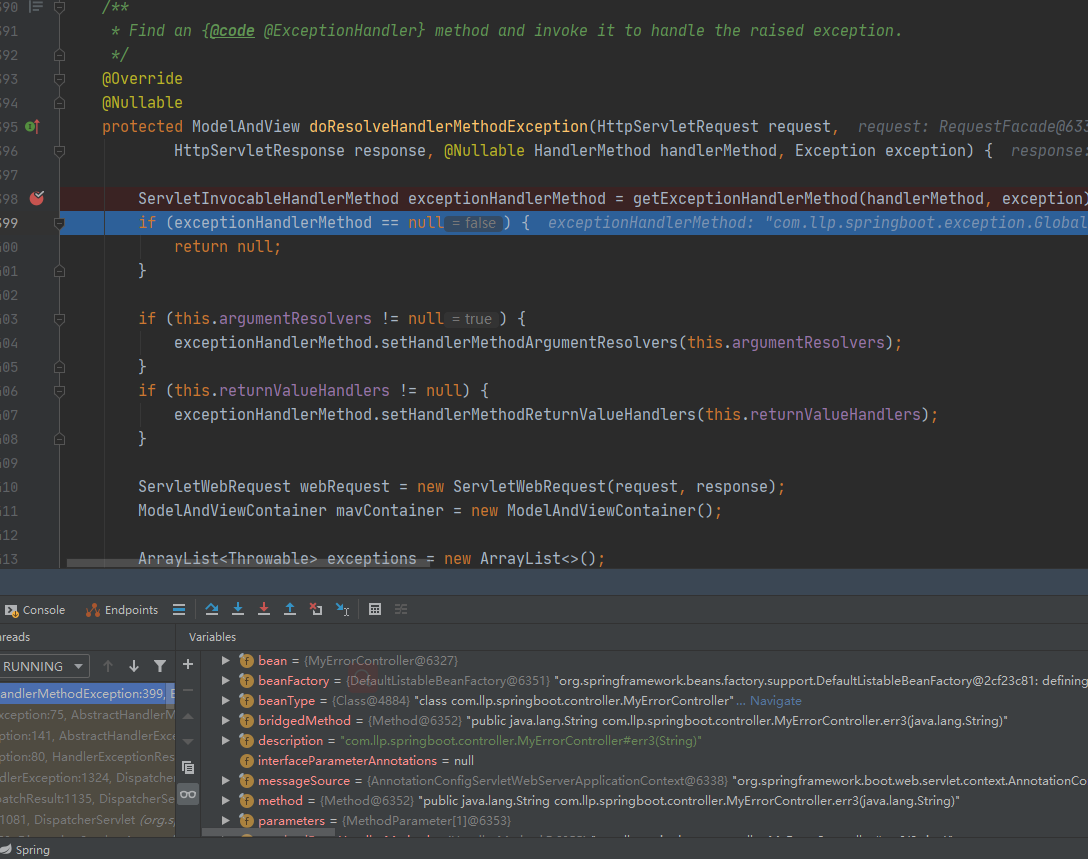 390 /**
391 * Find an {@code @ExceptionHandler} method and invoke it to handle the raised exception.
392 */
393 @Override
394 @Nullable
395 protected ModelAndView doResolveHandlerMethodException(HttpServletRequest request, request: RequestFacade@633
396 HttpServletResponse response, @Nullable HandlerMethod handlerMethod, Exception exception) { response:
397
398 ServletInvocableHandlerMethod exceptionHandlerMethod = getExceptionHandlerMethod(handlerMethod, exception)
399 if (exceptionHandlerMethod == null = false ) { exceptionHandlerMethod: "com.llp.springboot.exception.Global
400 return null;
401 }
402
403 if (this.argumentResolvers != null = true ) {
404 exceptionHandlerMethod.setHandlerMethodArgumentResolvers(this.argumentResolvers);
405 }
406 if (this.returnValueHandlers != null) {
407 exceptionHandlerMethod.setHandlerMethodReturnValueHandlers(this.returnValueHandlers);
408 }
409
410 ServletWebRequest webRequest = new ServletWebRequest(request, response);
411 ModelAndViewContainer mavContainer = new ModelAndViewContainer();
412
413 ArrayList<Throwable> exceptions = new ArrayList<>();
Console Endpoints
reads Variables
RUNNING
andlerMethodException:399, E
xception:75, AbstractHandlerM
ption:141, AbstractHandlerExce
ption:80, HandlerExceptionRes
dlerException:1324, Dispatcher
patchResult:1135, DispatcherSe
1081, DispatcherServlet (org.s
bean = {MyErrorController@6327}
beanFactory = {DefaultListableBeanFactory@6351} "org.springframework.beans.factory.support.DefaultListableBeanFactory@2cf23c81: defining
beanType = {Class@4884} "class com.llp.springboot.controller.MyErrorController" ... Navigate
bridgedMethod = {Method@6352} "public java.lang.String com.llp.springboot.controller.MyErrorController.err3(java.lang.String)"
description = "com.llp.springboot.controller.MyErrorController#err3(String)"
interfaceParameterAnnotations = null
messageSource = {AnnotationConfigServletWebServerApplicationContext@6338} "org.springframework.boot.web.servlet.context.AnnotationCo
method = {Method@6352} "public java.lang.String com.llp.springboot.controller.MyErrorController.err3(java.lang.String)"
parameters = {MethodParameter[1]@6353}
Spring